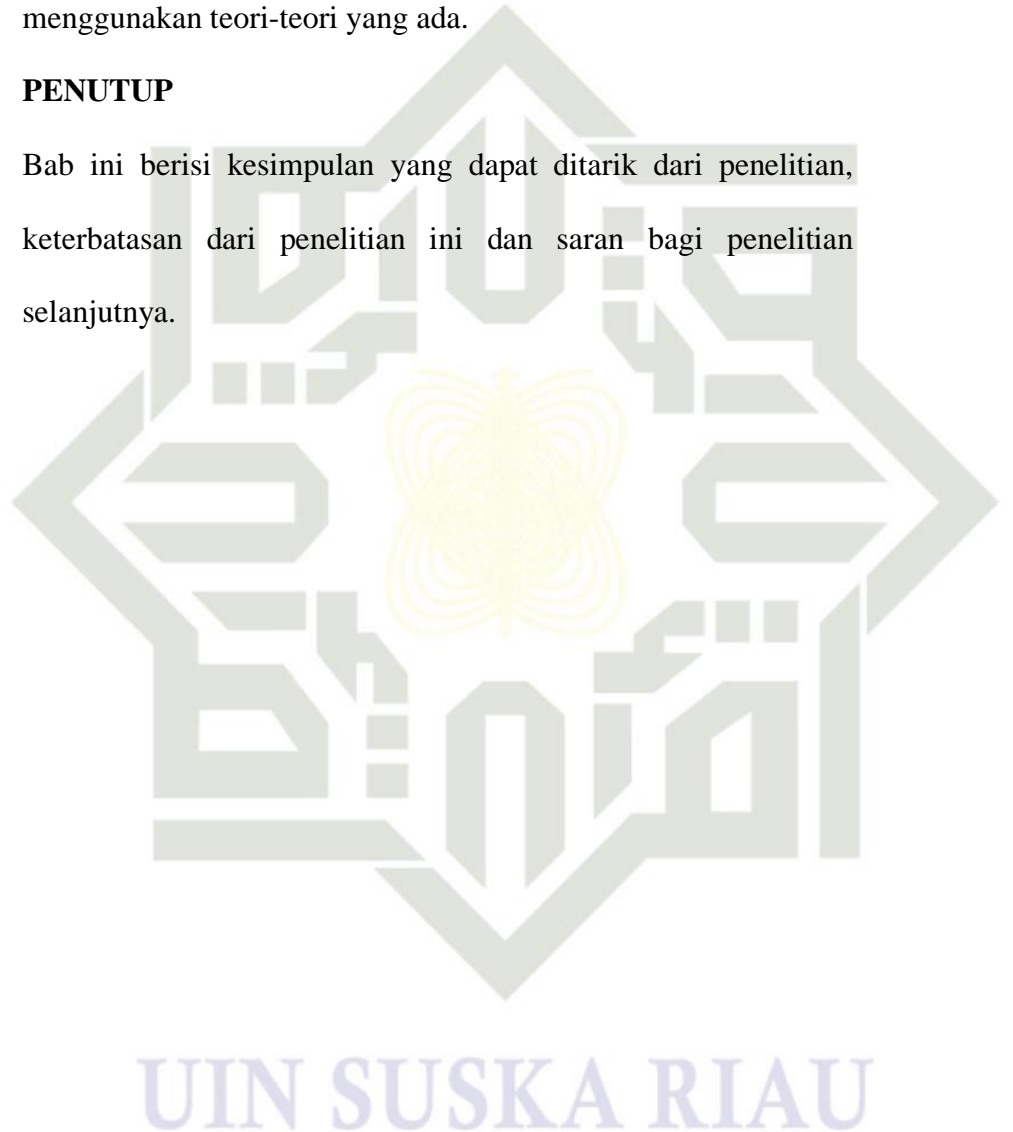 menggunakan teori-teori yang ada.
PENUTUP
Bab ini berisi kesimpulan yang dapat ditarik dari penelitian,
keterbatasan dari penelitian ini dan saran bagi penelitian
selanjutnya.
UIN SUSKA RIAU